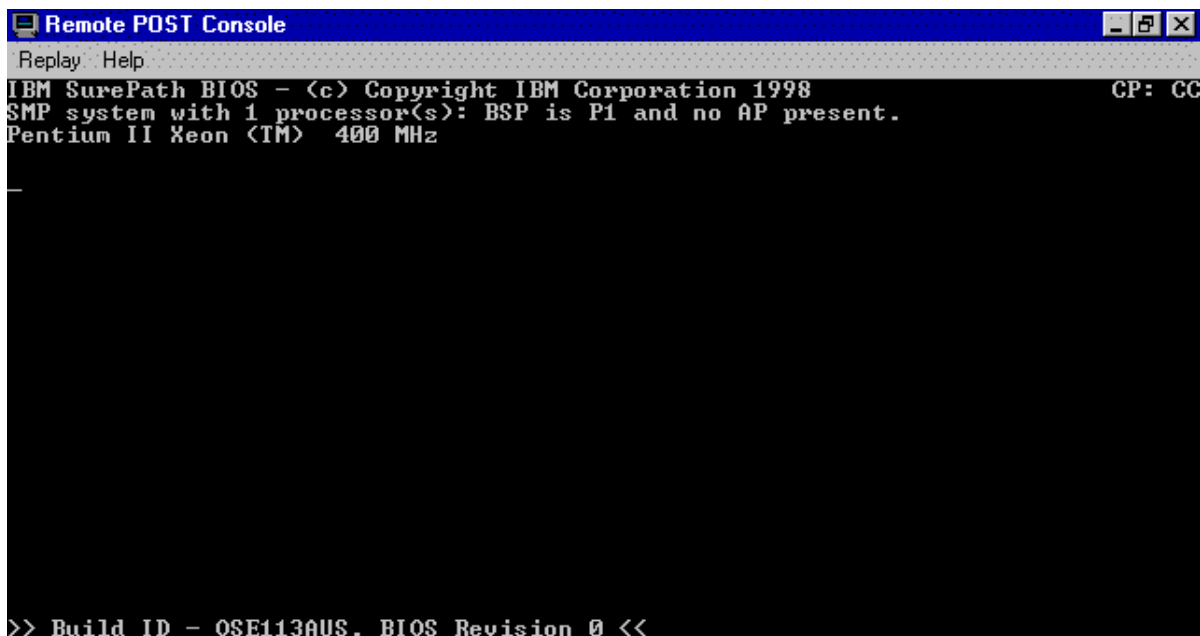 Remote POST Console
Replay Help
IBM SurePath BIOS - (c) Copyright IBM Corporation 1998 CP: CC
SMP system with 1 processor(s): BSP is P1 and no AP present.
Pentium II Xeon (TM) 400 MHz
>> Build ID - OSE113AUS, BIOS Revision 0 <<